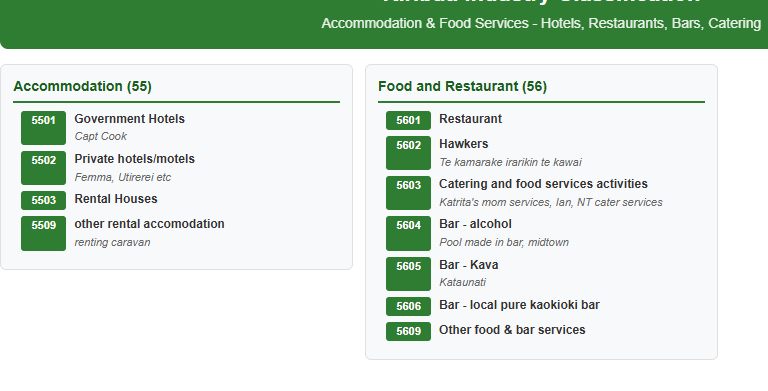 Accommodation & Food Services - Hotels, Restaurants, Bars, Catering
Accommodation (55)
5501 Government Hotels
Capt Cook
5502 Private hotels/motels
Femma, Utirerei etc
5503 Rental Houses
5509 other rental accomodation
renting caravan
Food and Restaurant (56)
5601 Restaurant
5602 Hawkers
Te kamarake irarikin te kawai
5603 Catering and food services activities
Katrita's mom services, Ian, NT cater services
5604 Bar - alcohol
Pool made in bar, midtown
5605 Bar - Kava
Kataunati
5606 Bar - local pure kaokioki bar
5609 Other food & bar services